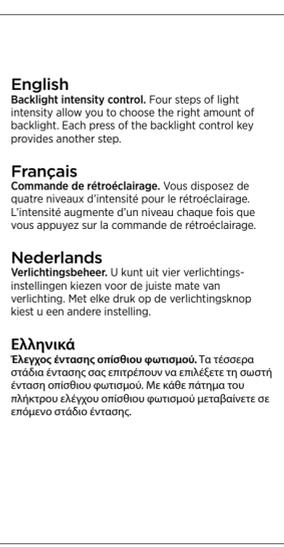 English
Backlight intensity control. Four steps of light
intensity allow you to choose the right amount of
backlight. Each press of the backlight control key
provides another step.
Français
Commande de rétroéclairage. Vous disposez de
quatre niveaux d'intensité pour le rétroéclairage.
L'intensité augmente d'un niveau chaque fois que
vous appuyez sur la commande de rétroéclairage.
Nederlands
Verlichtingsbeheer. U kunt uit vier verlichtings-
instellingen kiezen voor de juiste mate van
verlichting. Met elke druk op de verlichtingsknop
kiest u een andere instelling.
Ελληνικά
Έλεγχος έντασης οπίσθιου φωτισμού. Τα τέσσερα
στάδια έντασης σας επιτρέπουν να επιλέξετε τη σωστή
ένταση οπίσθιου φωτισμού. Με κάθε πάτημα του
πλήκτρου ελέγχου οπίσθιου φωτισμού μεταβαίνετε σε
επόμενο στάδιο έντασης.